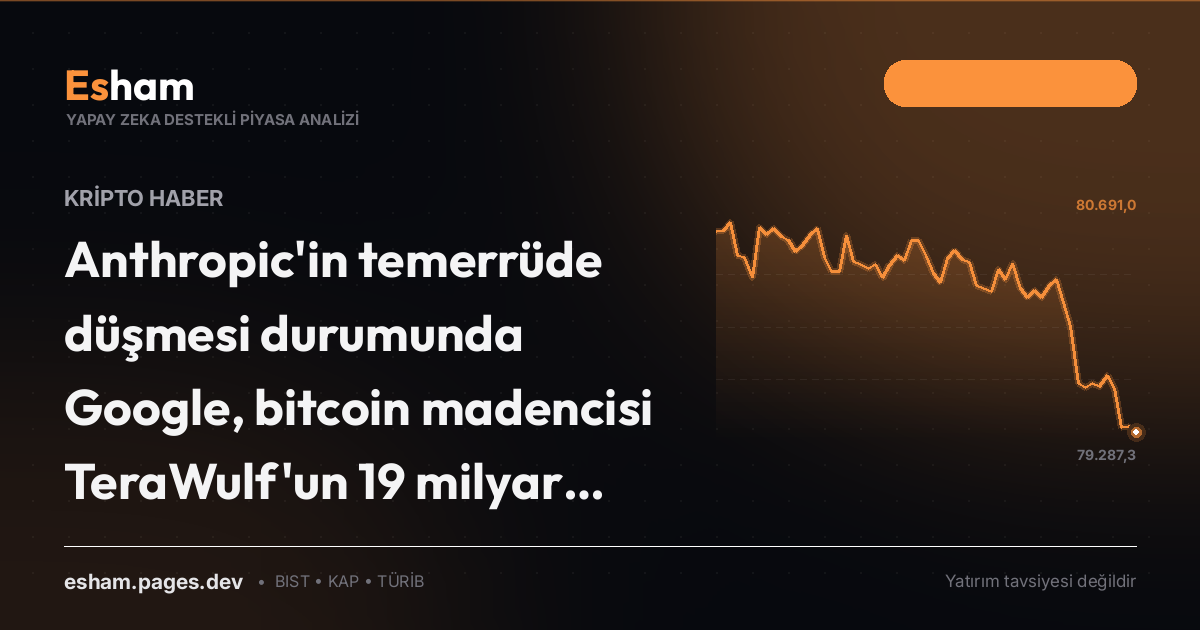 Esham
YAPAY ZEKA DESTEKLİ PİYASA ANALİZİ
KRİPTO HABER
Anthropic'in temerrüde
düşmesi durumunda
Google, bitcoin madencisi
TeraWulf'un 19 milyar...
80.691,0
79.287,3
esham.pages.dev • BIST • KAP • TÜRİB
Yatırım tavsiyesi değildir